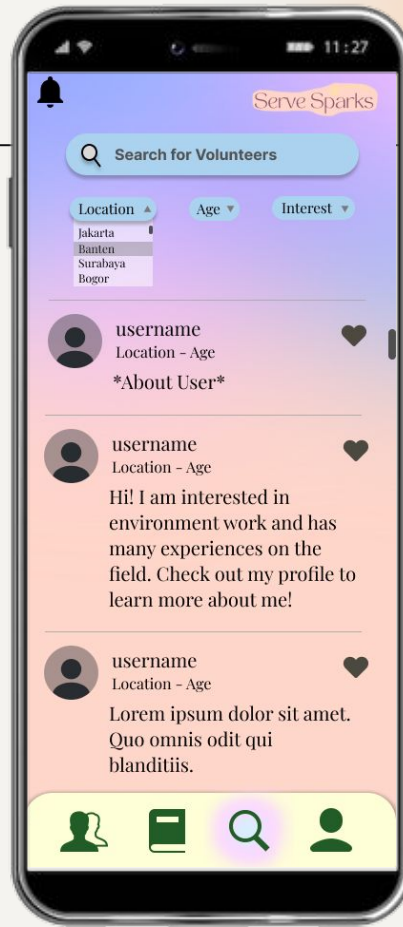 11:27
Serve Sparks
Search for Volunteers
Location Age Interest
Jakarta
Banten
Surabaya
Bogor
username
Location - Age
*About User*
username
Location - Age
Hi! I am interested in
environment work and has
many experiences on the
field. Check out my profile to
learn more about me!
username
Location - Age
Lorem ipsum dolor sit amet.
Quo omnis odit qui
blanditiis.